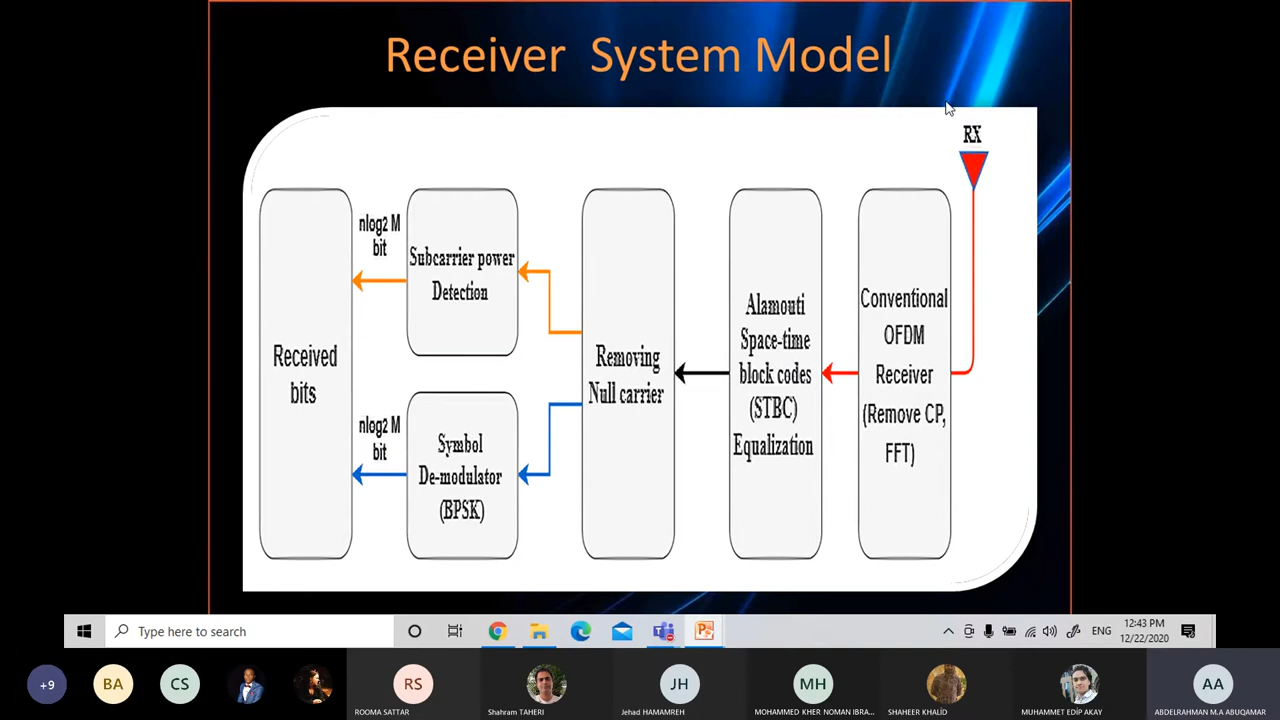 Receiver System Model
RX
Received
bits
nlog2 M
bit
nlog2 M
bit
Subcarrier power
Detection
Symbol
De-modulator
(BPSK)
Removing
Null carrier
Alamouti
Space-time
block codes
(STBC)
Equalization
Conventional
OFDM
Receiver
(Remove CP,
FFT)
Type here to search
ENG
12:43 PM
12/22/2020
+9
BA
CS
RS
JH
MH
AA
ROOMA SATTAR
Shahram TAHERI
Jehad HAMAMREH
MOHAMMED KHER NOMAN IBRA...
SHAHEER KHALİD
MUHAMMET EDİP AKAY
ABDELRAHMAN M.A ABUQAMAR